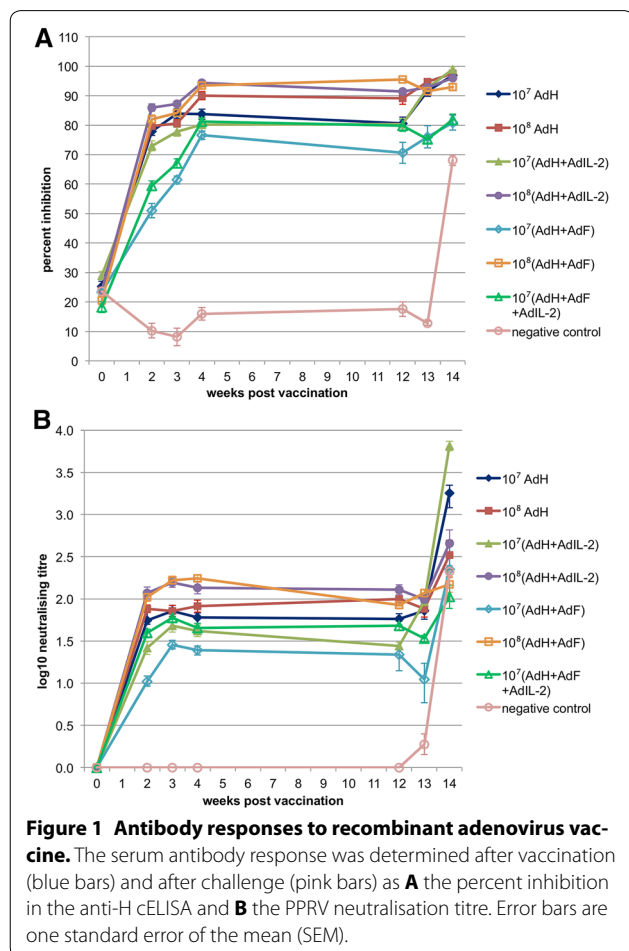 A
percent inhibition
100
90
80
70
60
50
40
30
20
10
0
0 1 2 3 4 5 6 7 8 9 10 11 12 13 14
weeks post vaccination
10⁷ AdH
10⁸ AdH
10⁷(AdH+AdIL-2)
10⁸(AdH+AdIL-2)
10⁷(AdH+AdF)
10⁸(AdH+AdF)
10⁷(AdH+AdF
+AdIL-2)
negative control
B
log10 neutralising titre
4.0
3.5
3.0
2.5
2.0
1.5
1.0
0.5
0.0
0 1 2 3 4 5 6 7 8 9 10 11 12 13 14
weeks post vaccination
10⁷ AdH
10⁸ AdH
10⁷(AdH+AdIL-2)
10⁸(AdH+AdIL-2)
10⁷(AdH+AdF)
10⁸(AdH+AdF)
10⁷(AdH+AdF
+AdIL-2)
negative control
Figure 1 Antibody responses to recombinant adenovirus vac-
cine. The serum antibody response was determined after vaccination
(blue bars) and after challenge (pink bars) as A the percent inhibition
in the anti-H cELISA and B the PPRV neutralisation titre. Error bars are
one standard error of the mean (SEM).